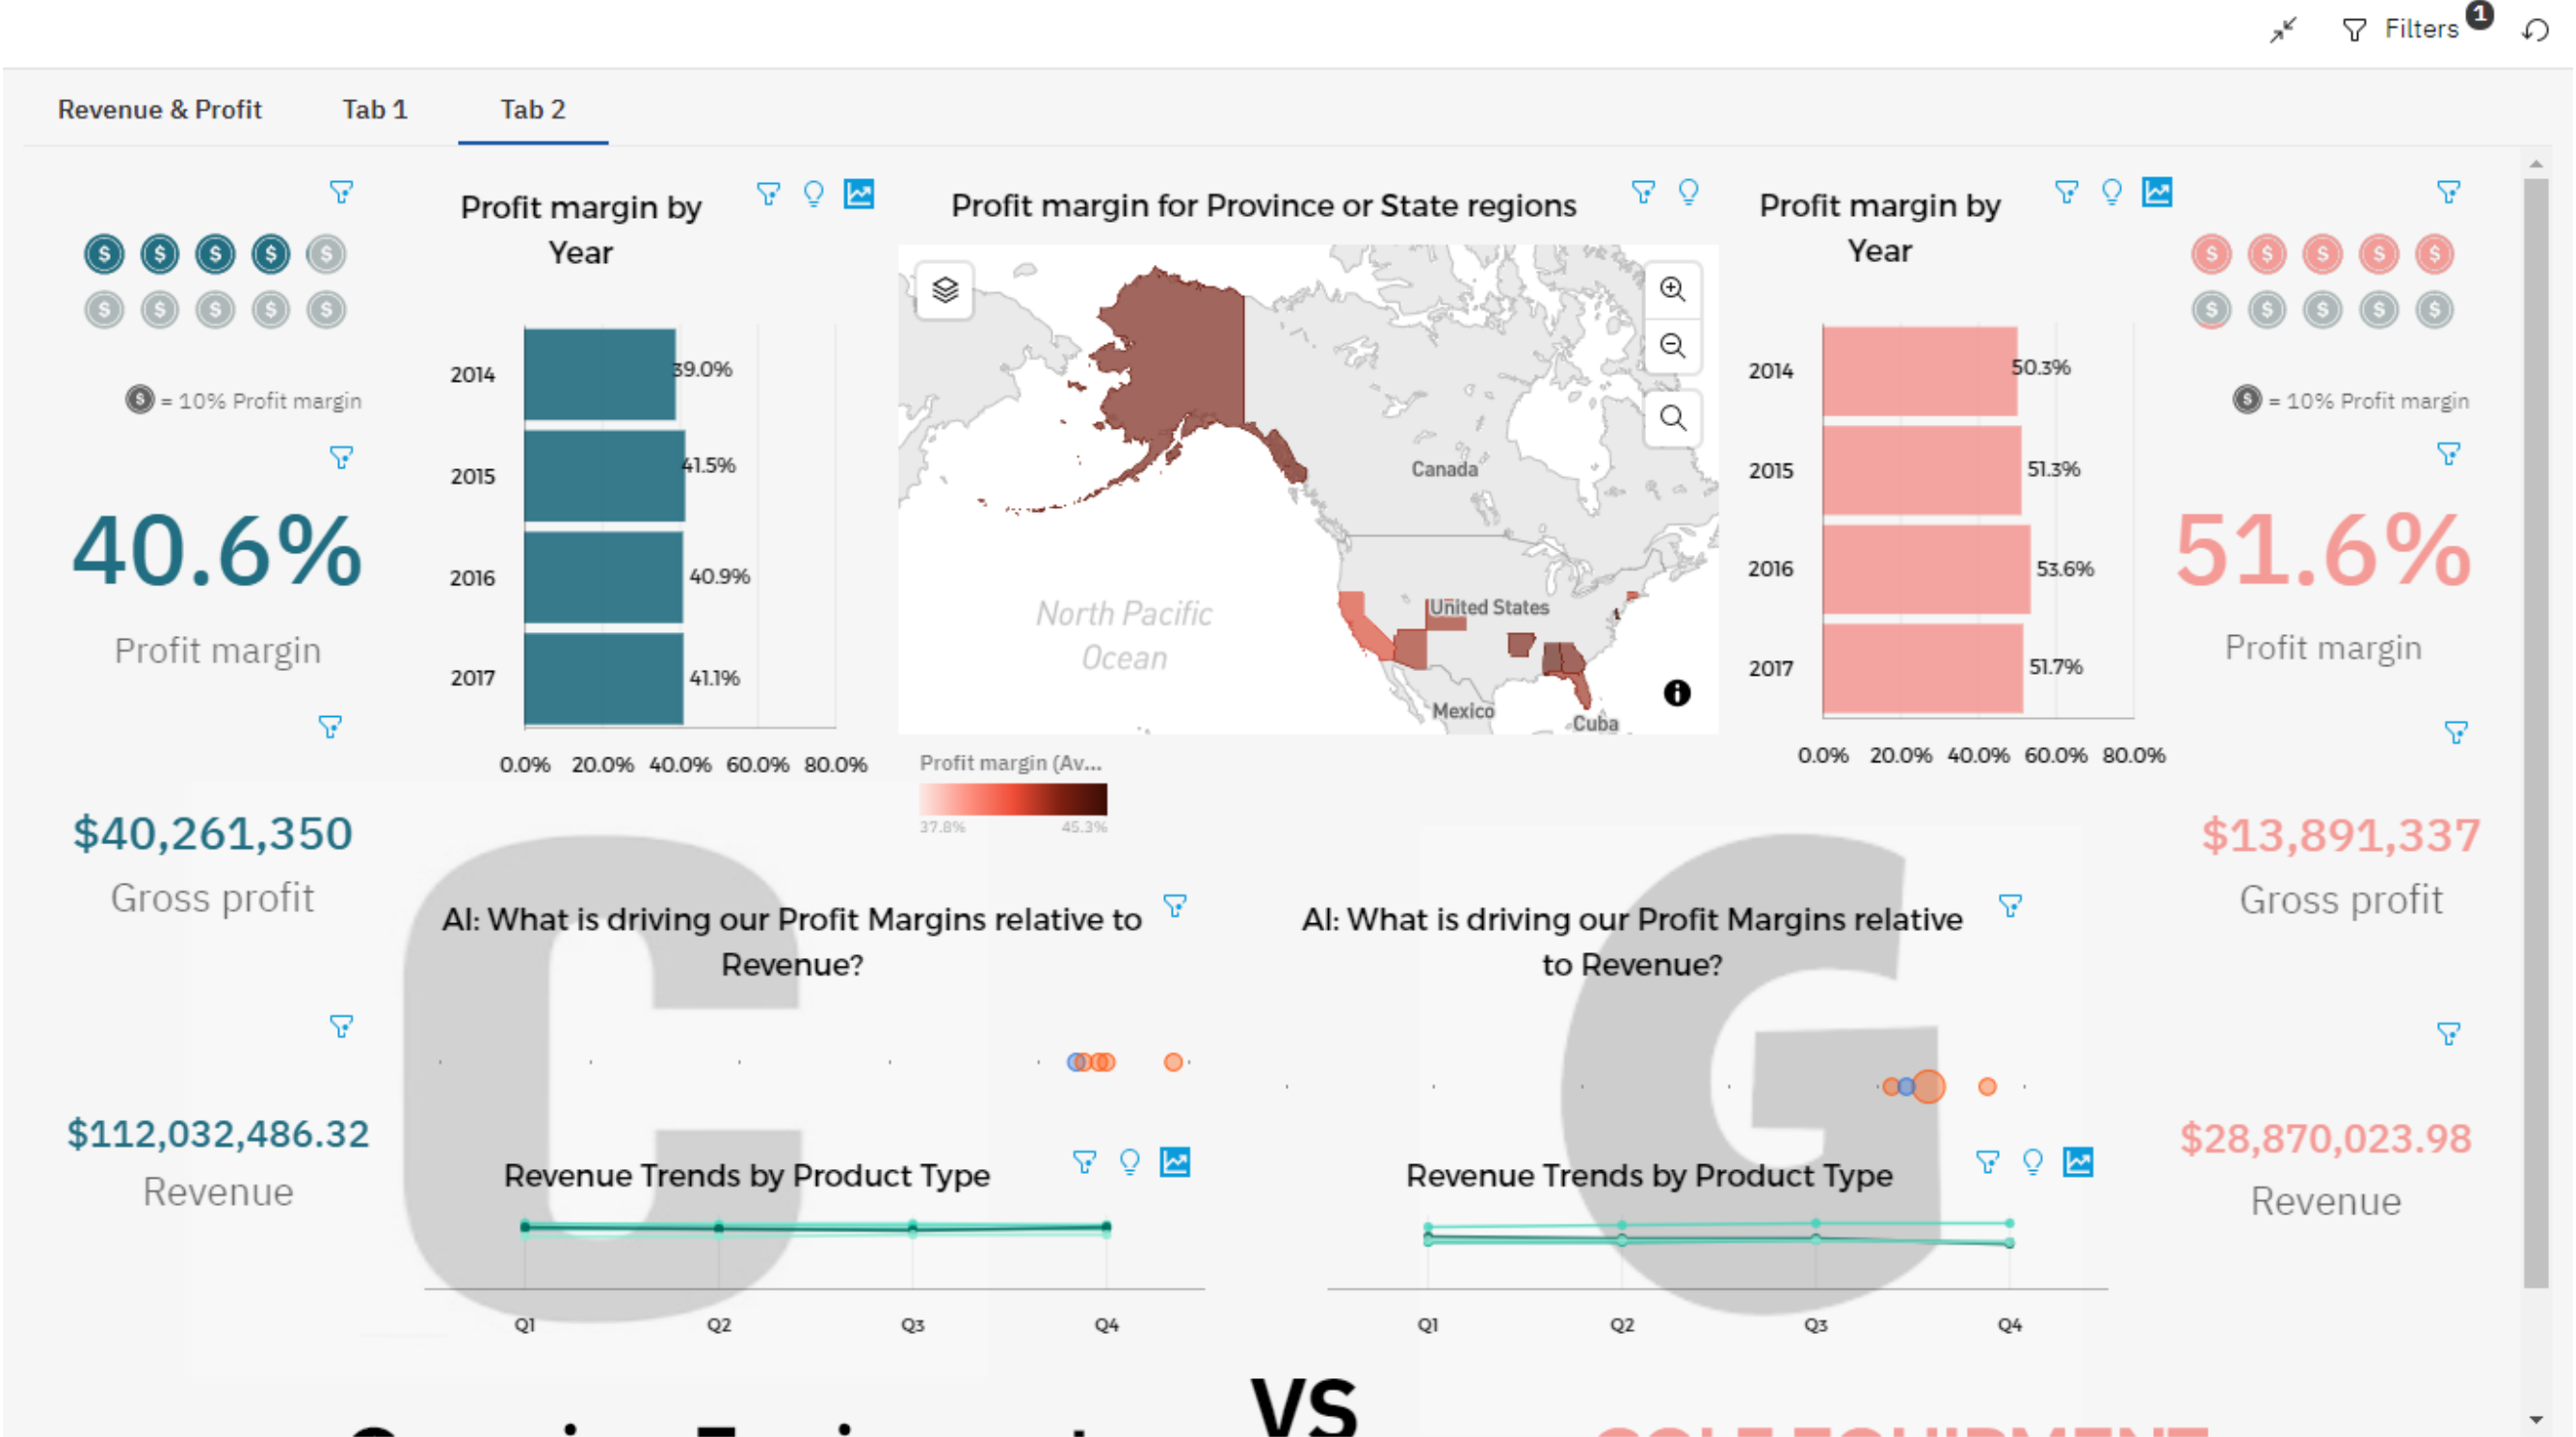 Filters 1
Revenue & Profit Tab 1 Tab 2
$ $ $ $ $
$ $ $ $ $
$ = 10% Profit margin
40.6%
Profit margin
$40,261,350
Gross profit
$112,032,486.32
Revenue
Profit margin by
Year
2014 39.0%
2015 41.5%
2016 40.9%
2017 41.1%
0.0% 20.0% 40.0% 60.0% 80.0%
Profit margin for Province or State regions
Canada
United States
North Pacific
Ocean
Mexico
Cuba
Profit margin (Av...
37.8% 45.3%
Profit margin by
Year
2014 50.3%
2015 51.3%
2016 53.6%
2017 51.7%
0.0% 20.0% 40.0% 60.0% 80.0%
$ $ $ $ $
$ $ $ $ $
$ = 10% Profit margin
51.6%
Profit margin
$13,891,337
Gross profit
$28,870,023.98
Revenue
C
AI: What is driving our Profit Margins relative to
Revenue?
Revenue Trends by Product Type
Q1 Q2 Q3 Q4
G
AI: What is driving our Profit Margins relative
to Revenue?
Revenue Trends by Product Type
Q1 Q2 Q3 Q4
VS